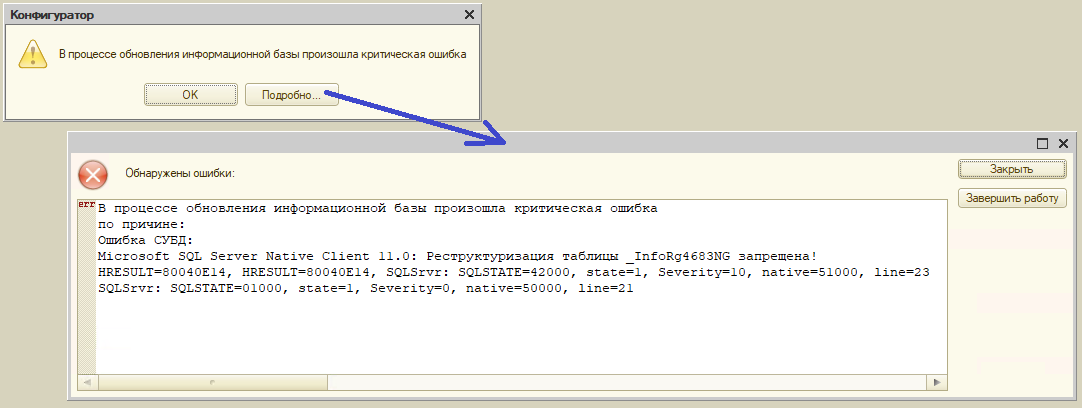 Конфигуратор
В процессе обновления информационной базы произошла критическая ошибка
OK
Подробно...
Обнаружены ошибки:
Закрыть
Завершить работу
err
В процессе обновления информационной базы произошла критическая ошибка
по причине:
Ошибка СУБД:
Microsoft SQL Server Native Client 11.0: Реструктуризация таблицы _InfoRg4683NG запрещена!
HRESULT=80040E14, HRESULT=80040E14, SQLSrvr: SQLSTATE=42000, state=1, Severity=10, native=51000, line=23
SQLSrvr: SQLSTATE=01000, state=1, Severity=0, native=50000, line=21